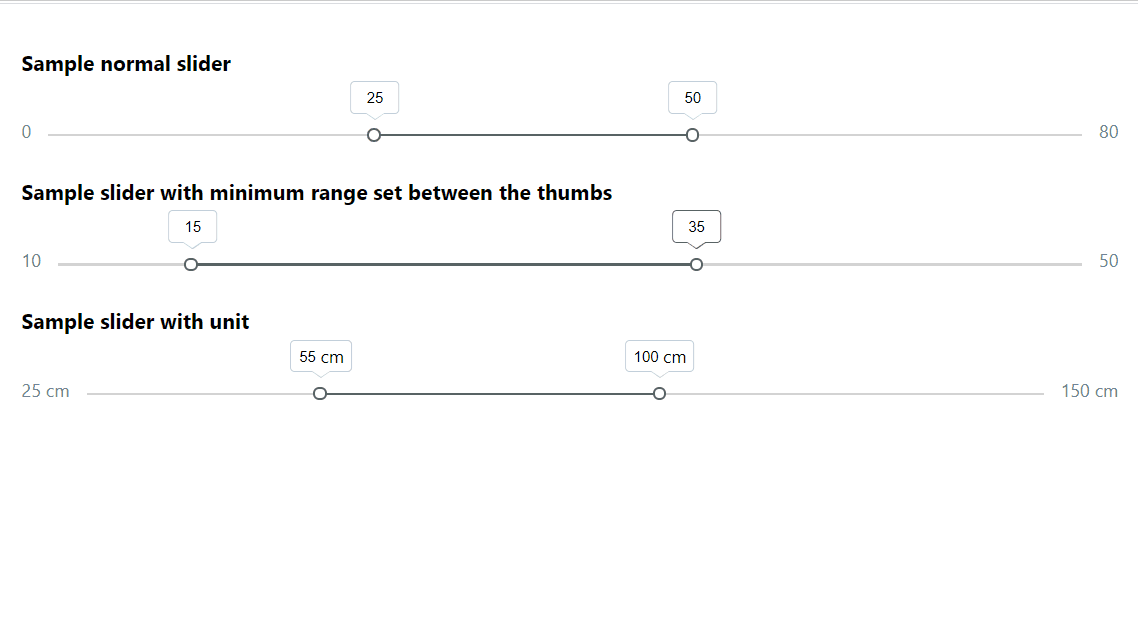 Sample normal slider
25 50
0 80
Sample slider with minimum range set between the thumbs
15 35
10 50
Sample slider with unit
55 cm 100 cm
25 cm 150 cm